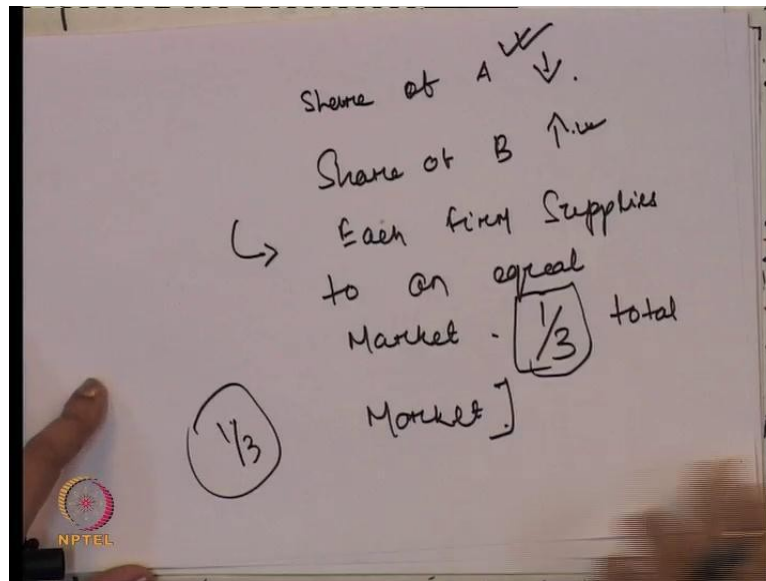 Share of A ↓.
Share of B ↑
↳ Each firm Supplies
to an equal
Market. 1/3 total
1/3 Market]
NPTEL